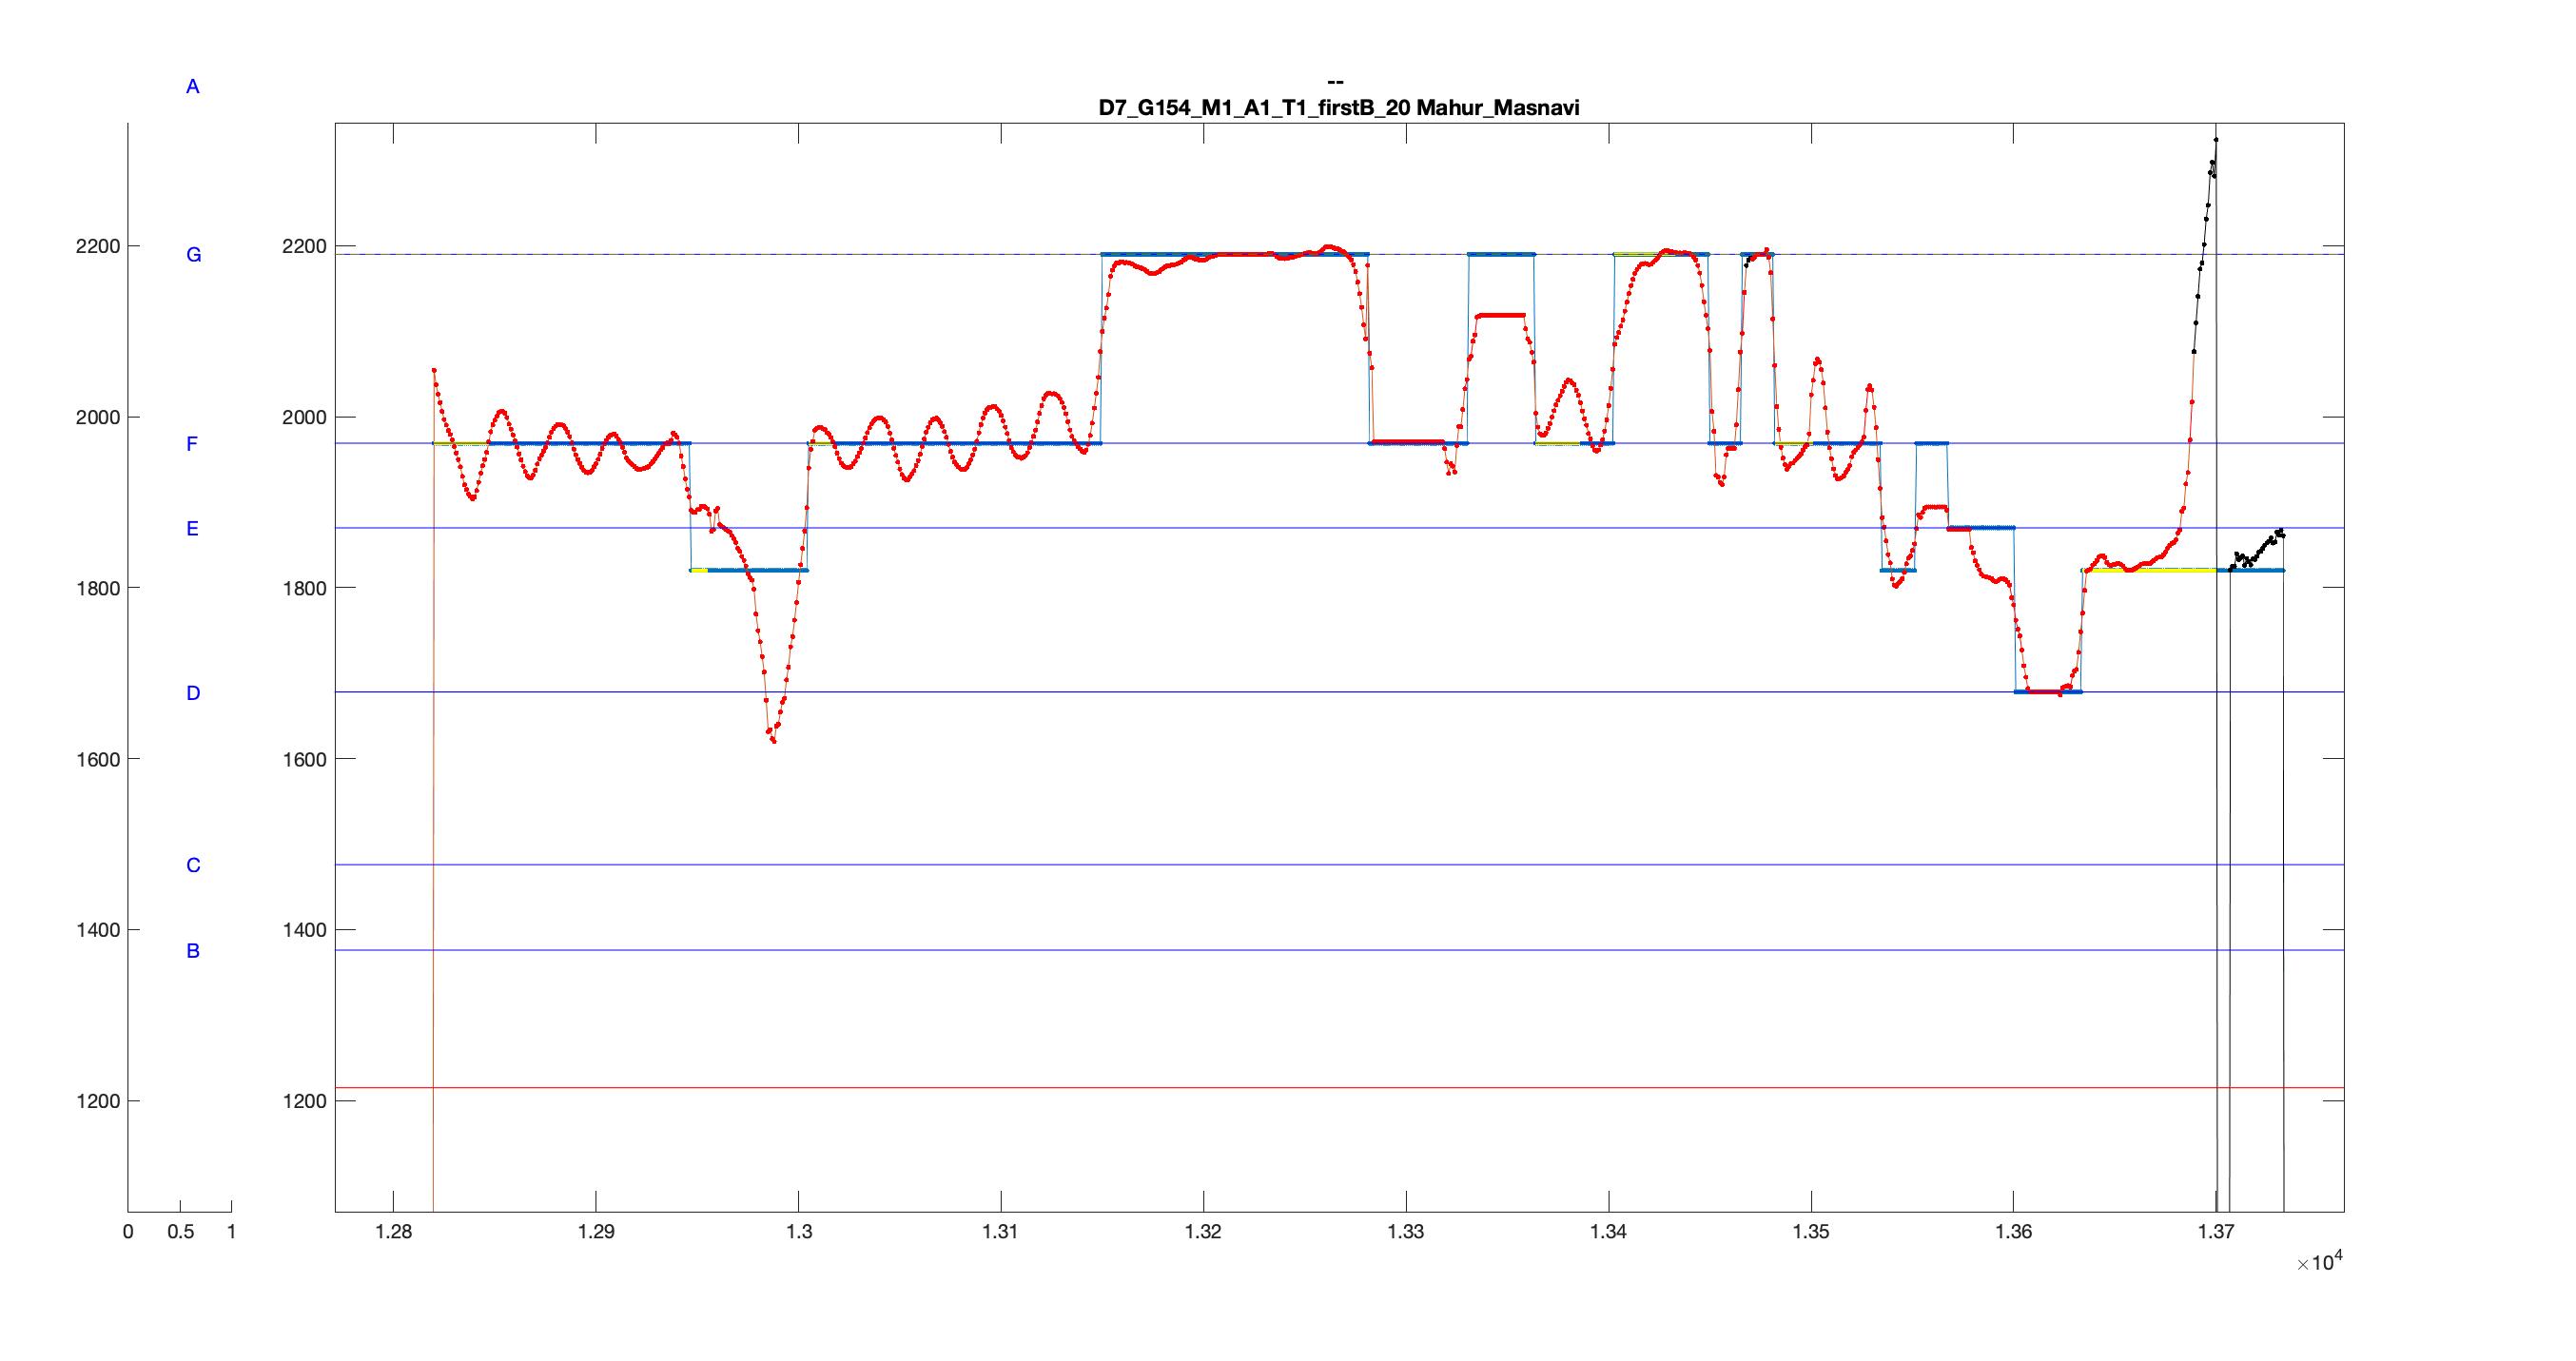 --
D7_G154_M1_A1_T1_firstB_20 Mahur_Masnavi
A
G
F
E
D
C
B
2200
2000
1800
1600
1400
1200
2200
2000
1800
1600
1400
1200
0 0.5 1
1.28 1.29 1.3 1.31 1.32 1.33 1.34 1.35 1.36 1.37
×10⁴